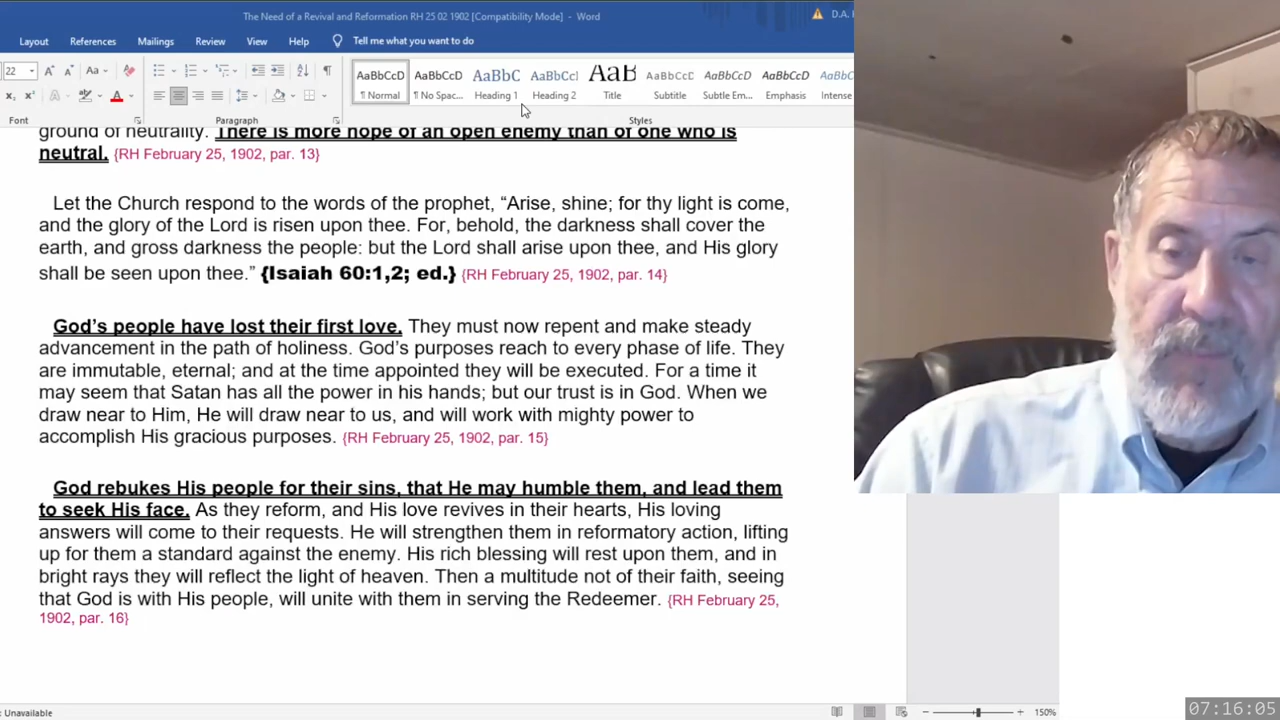 The Need of a Revival and Reformation RH 25 02 1902 [Compatibility Mode] - Word
D.A.
Layout References Mailings Review View Help Tell me what you want to do
22 Aa
AaBbCcD AaBbCcD AaBbC AaBbCcI AaB AaBbCcC AaBbCcD AaBbCcD AaBbC
¶ Normal ¶ No Spac... Heading 1 Heading 2 Title Subtitle Subtle Em... Emphasis Intense
Font Paragraph Styles
ground of neutrality. There is more hope of an open enemy than of one who is
neutral. {RH February 25, 1902, par. 13}
Let the Church respond to the words of the prophet, “Arise, shine; for thy light is come,
and the glory of the Lord is risen upon thee. For, behold, the darkness shall cover the
earth, and gross darkness the people: but the Lord shall arise upon thee, and His glory
shall be seen upon thee.” {Isaiah 60:1,2; ed.} {RH February 25, 1902, par. 14}
God’s people have lost their first love. They must now repent and make steady
advancement in the path of holiness. God’s purposes reach to every phase of life. They
are immutable, eternal; and at the time appointed they will be executed. For a time it
may seem that Satan has all the power in his hands; but our trust is in God. When we
draw near to Him, He will draw near to us, and will work with mighty power to
accomplish His gracious purposes. {RH February 25, 1902, par. 15}
God rebukes His people for their sins, that He may humble them, and lead them
to seek His face. As they reform, and His love revives in their hearts, His loving
answers will come to their requests. He will strengthen them in reformatory action, lifting
up for them a standard against the enemy. His rich blessing will rest upon them, and in
bright rays they will reflect the light of heaven. Then a multitude not of their faith, seeing
that God is with His people, will unite with them in serving the Redeemer. {RH February 25,
1902, par. 16}
: Unavailable
150%
07:16:05